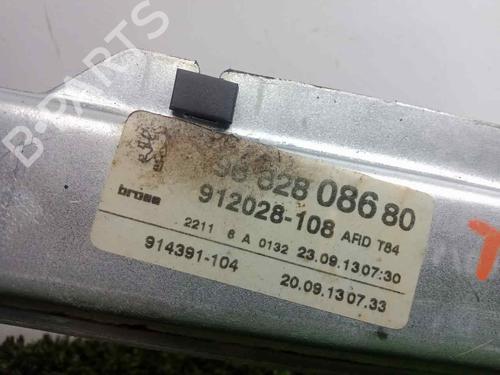 B-PARTS
96 828 086 80
brose
912028-108 ARD T84
2211 6 A 0132 23.09.13 07:30
914391-104
20.09.13 07.33